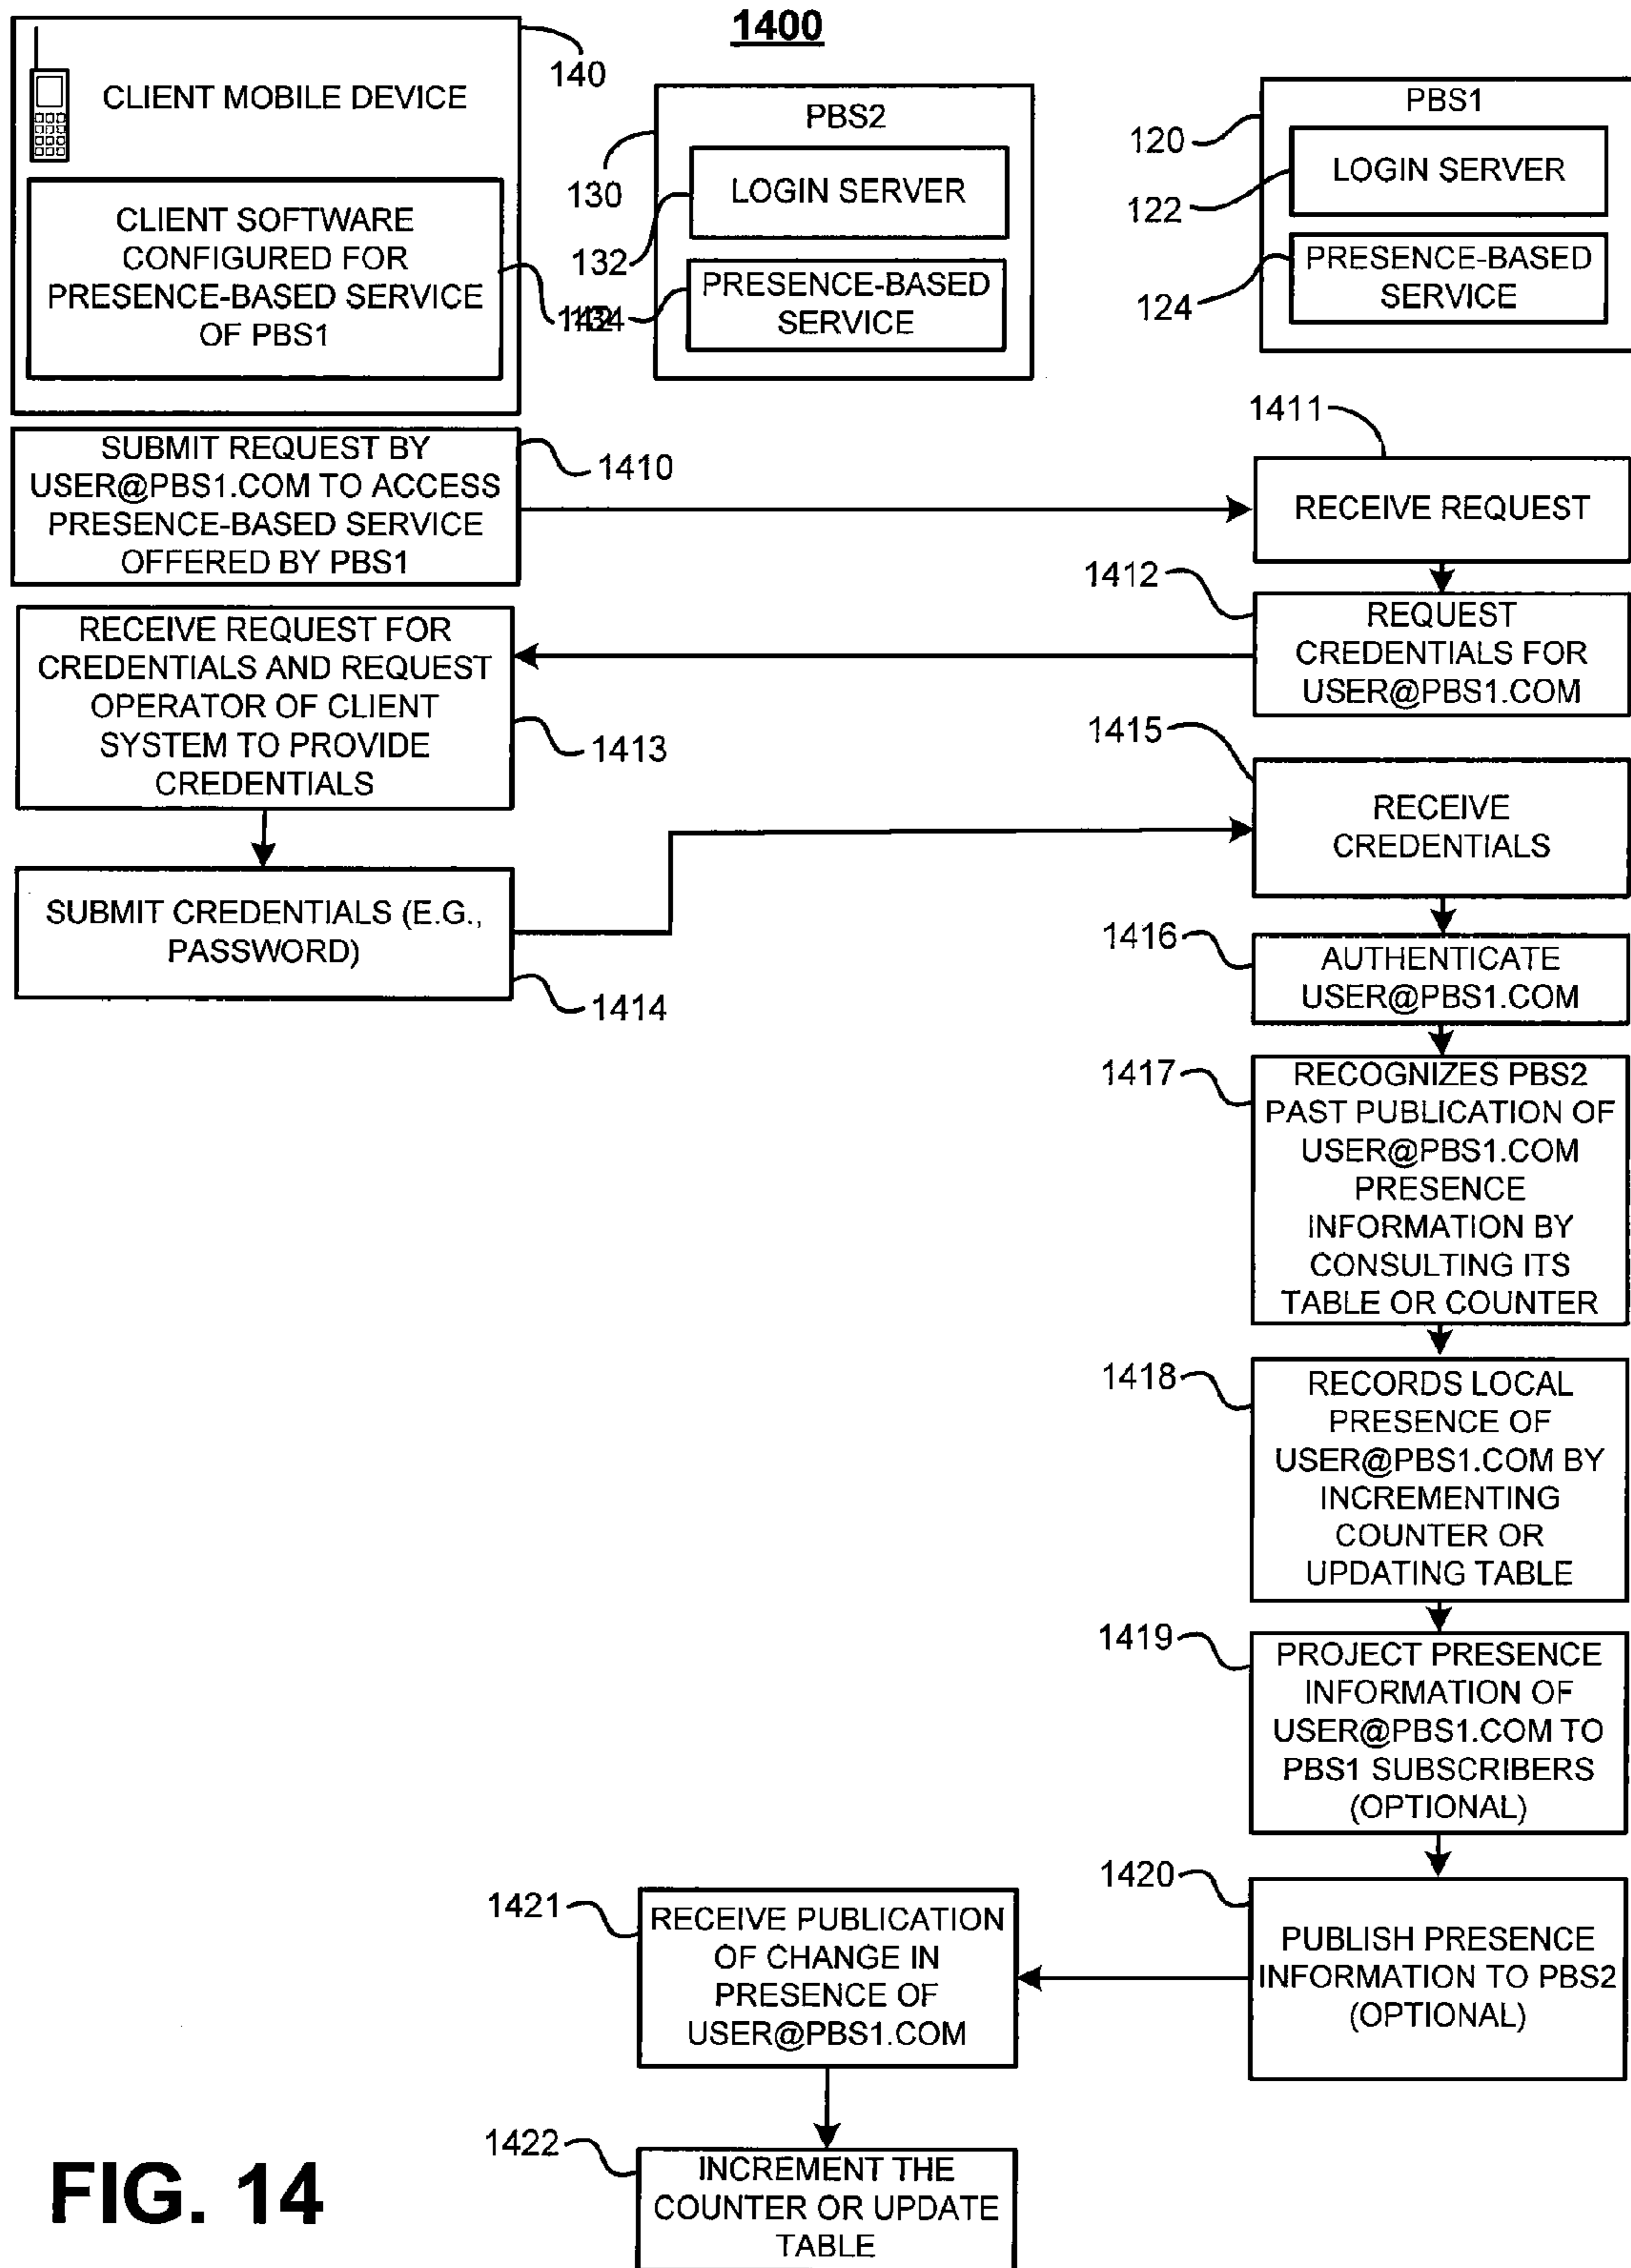 1400
140
CLIENT MOBILE DEVICE
CLIENT SOFTWARE
CONFIGURED FOR
PRESENCE-BASED SERVICE
OF PBS1
PBS2
130
LOGIN SERVER
132
PRESENCE-BASED
SERVICE
PBS1
120
LOGIN SERVER
122
PRESENCE-BASED
SERVICE
124
SUBMIT REQUEST BY
USER@PBS1.COM TO ACCESS
PRESENCE-BASED SERVICE
OFFERED BY PBS1
1410
1411
RECEIVE REQUEST
1412
REQUEST
CREDENTIALS FOR
USER@PBS1.COM
RECEIVE REQUEST FOR
CREDENTIALS AND REQUEST
OPERATOR OF CLIENT
SYSTEM TO PROVIDE
CREDENTIALS
1413
1415
RECEIVE
CREDENTIALS
SUBMIT CREDENTIALS (E.G.,
PASSWORD)
1414
1416
AUTHENTICATE
USER@PBS1.COM
1417
RECOGNIZES PBS2
PAST PUBLICATION OF
USER@PBS1.COM
PRESENCE
INFORMATION BY
CONSULTING ITS
TABLE OR COUNTER
1418
RECORDS LOCAL
PRESENCE OF
USER@PBS1.COM BY
INCREMENTING
COUNTER OR
UPDATING TABLE
1419
PROJECT PRESENCE
INFORMATION OF
USER@PBS1.COM TO
PBS1 SUBSCRIBERS
(OPTIONAL)
1420
PUBLISH PRESENCE
INFORMATION TO PBS2
(OPTIONAL)
1421
RECEIVE PUBLICATION
OF CHANGE IN
PRESENCE OF
USER@PBS1.COM
1422
INCREMENT THE
COUNTER OR UPDATE
TABLE
FIG. 14